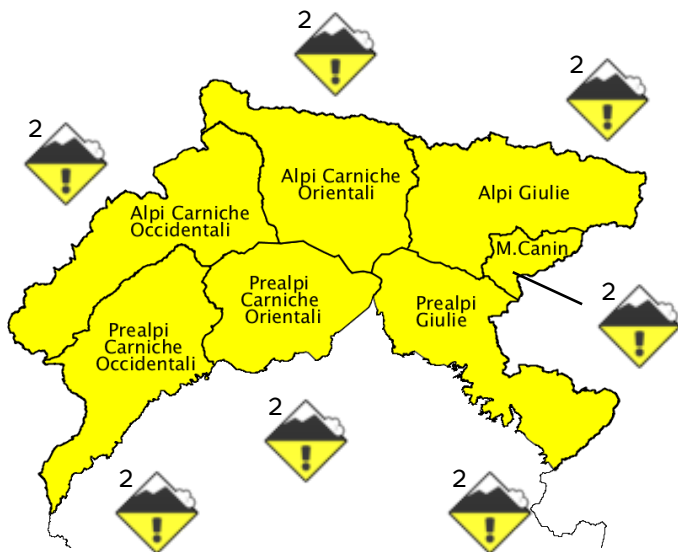 2
2
2
Alpi Carniche
Orientali
Alpi Giulie
Alpi Carniche
Occidentali
M.Canin
Prealpi
Carniche
Orientali
2
Prealpi
Giulie
Prealpi
Carniche
Occidentali
2
2
2